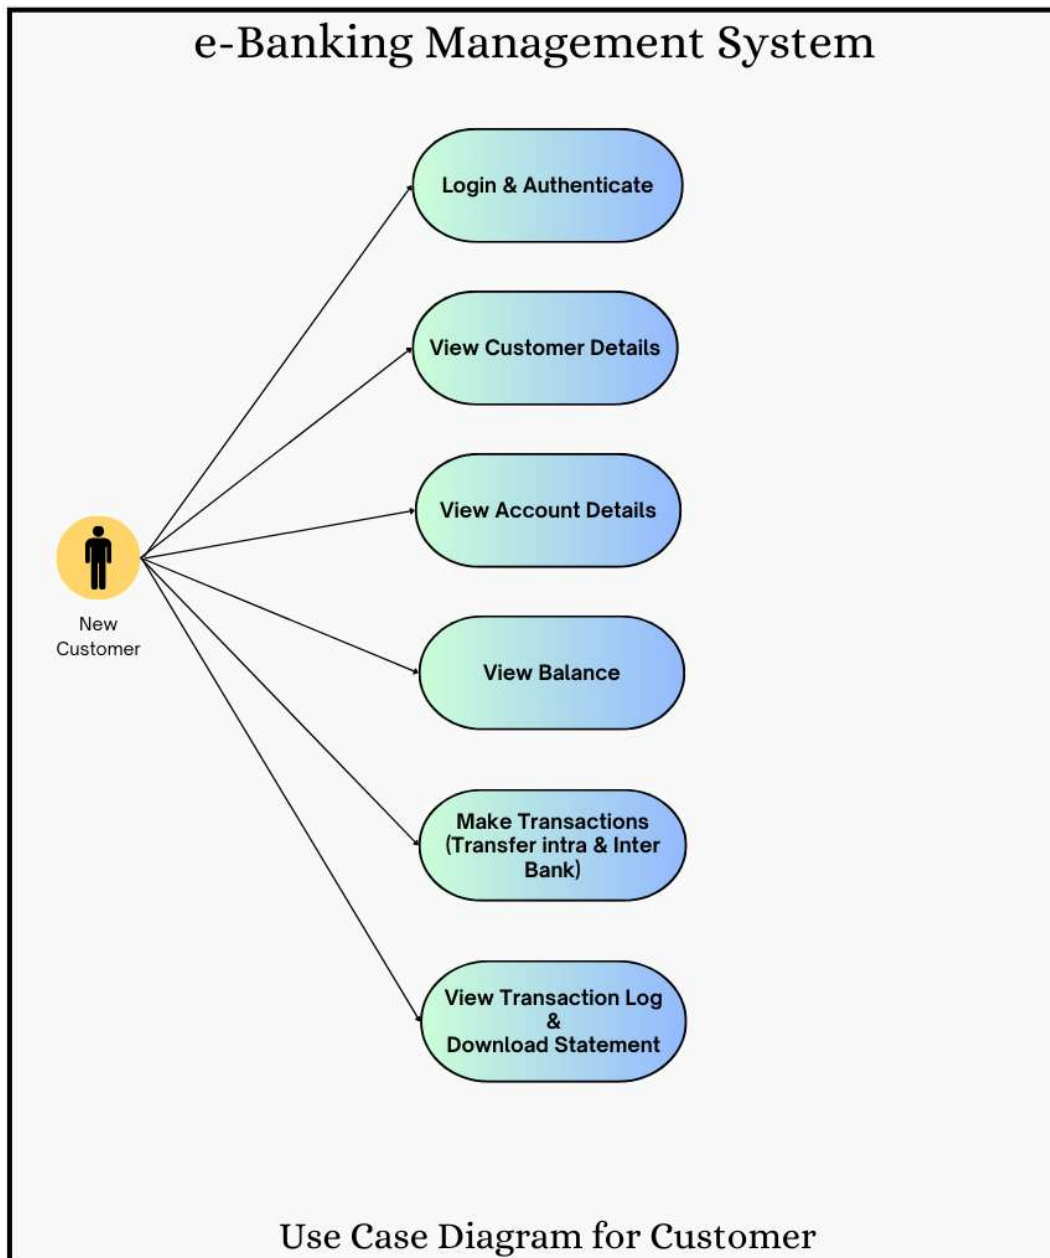 e-Banking Management System
Login & Authenticate
View Customer Details
View Account Details
New
Customer
View Balance
Make Transactions
(Transfer intra & Inter
Bank)
View Transaction Log
&
Download Statement
Use Case Diagram for Customer